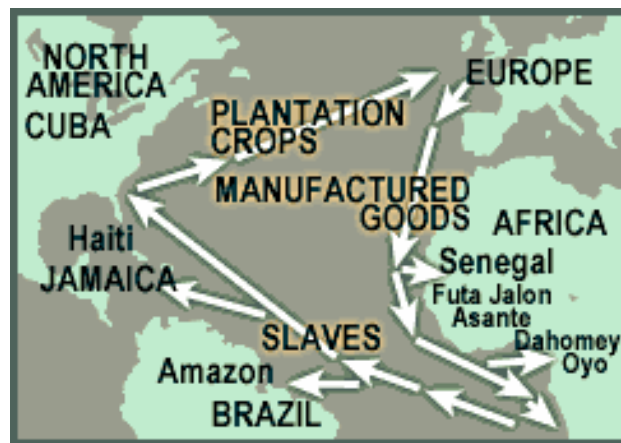 NORTH
AMERICA
CUBA
EUROPE
PLANTATION
CROPS
MANUFACTURED
GOODS
AFRICA
Haiti
JAMAICA
Senegal
Futa Jalon
Asante
Dahomey
Oyo
SLAVES
Amazon
BRAZIL